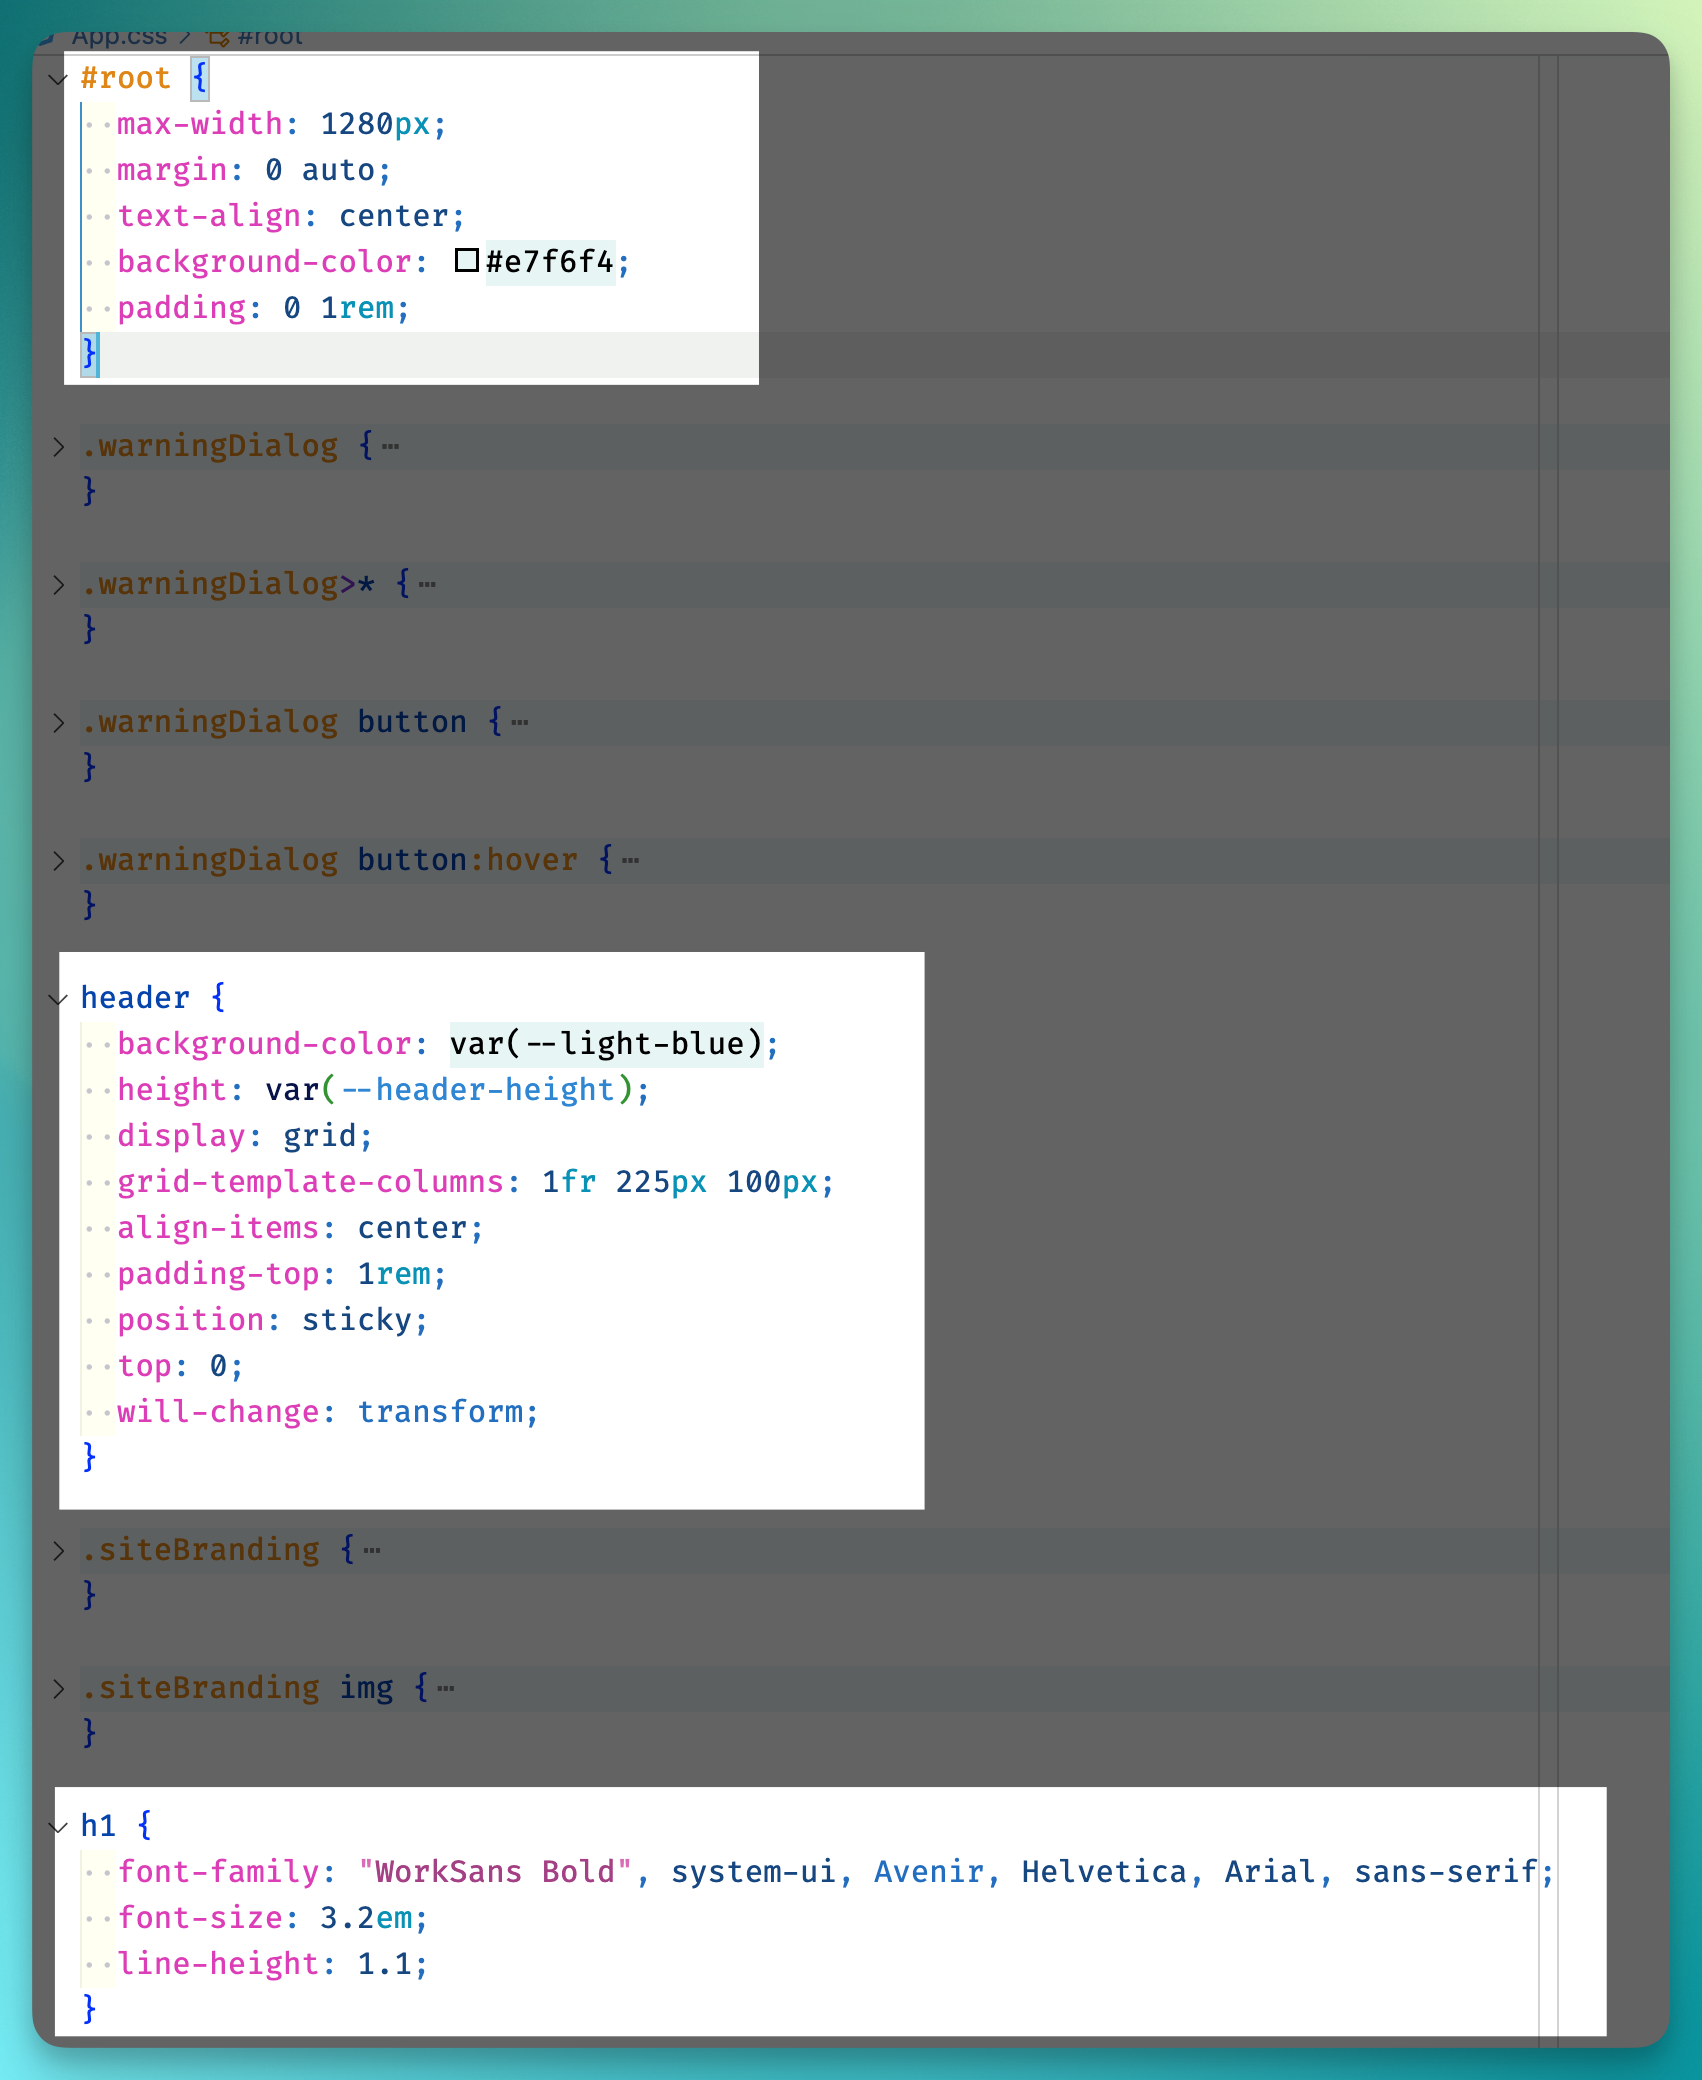 App.css > #root
#root {
max-width: 1280px;
margin: 0 auto;
text-align: center;
background-color: #e7f6f4;
padding: 0 1rem;
}
.warningDialog {⋯
}
.warningDialog>* {⋯
}
.warningDialog button {⋯
}
.warningDialog button:hover {⋯
}
header {
background-color: var(--light-blue);
height: var(--header-height);
display: grid;
grid-template-columns: 1fr 225px 100px;
align-items: center;
padding-top: 1rem;
position: sticky;
top: 0;
will-change: transform;
}
.siteBranding {⋯
}
.siteBranding img {⋯
}
h1 {
font-family: "WorkSans Bold", system-ui, Avenir, Helvetica, Arial, sans-serif;
font-size: 3.2em;
line-height: 1.1;
}